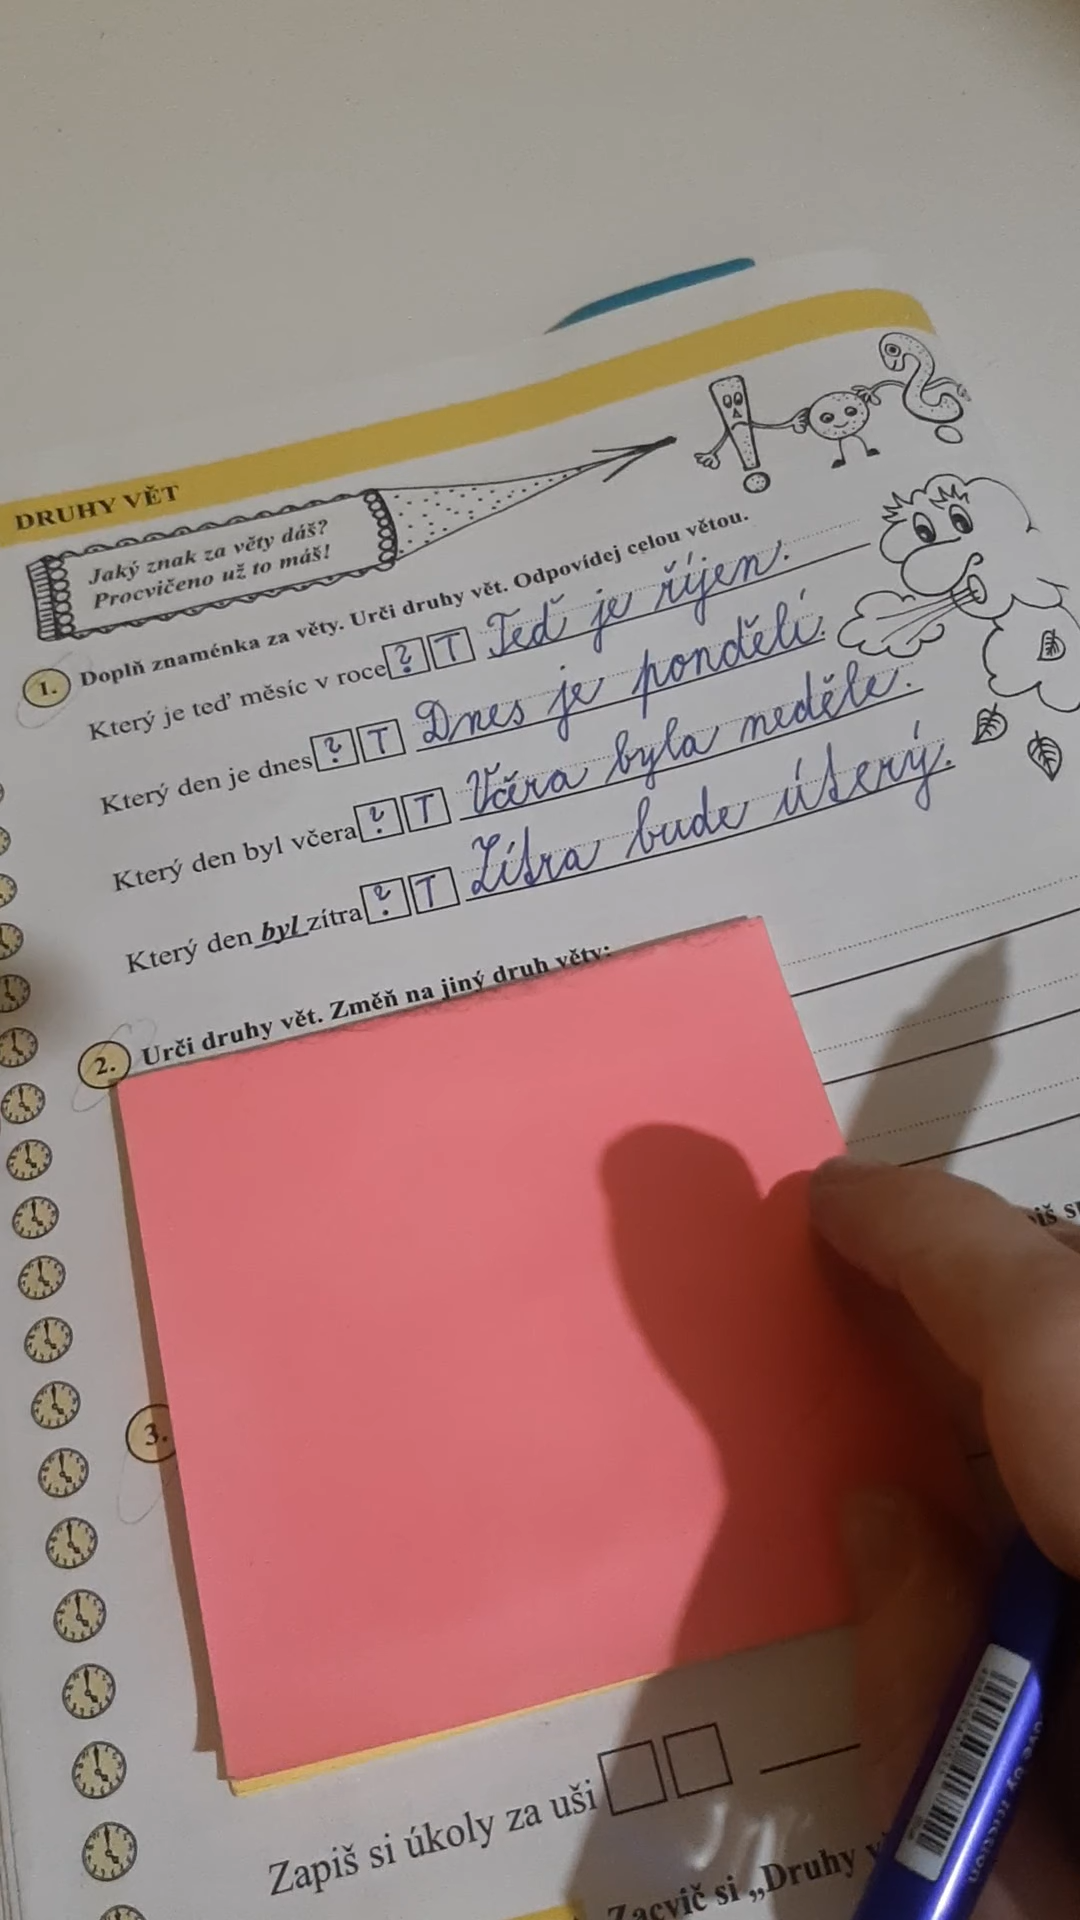 DRUHY VĚT
Jaký znak za věty dáš?
Procvičeno už to máš!
1. Doplň znaménka za věty. Urči druhy vět. Odpovídej celou větou.
Který je teď měsíc v roce ? T Teď je říjen.
Který den je dnes ? T Dnes je pondělí.
Který den byl včera ? T Včera byla neděle.
Který den byl zítra ? T Zítra bude úterý.
2. Urči druhy vět. Změň na jiný druh věty:
3.
Zapiš si úkoly za uši
Zacvič si „Druhy